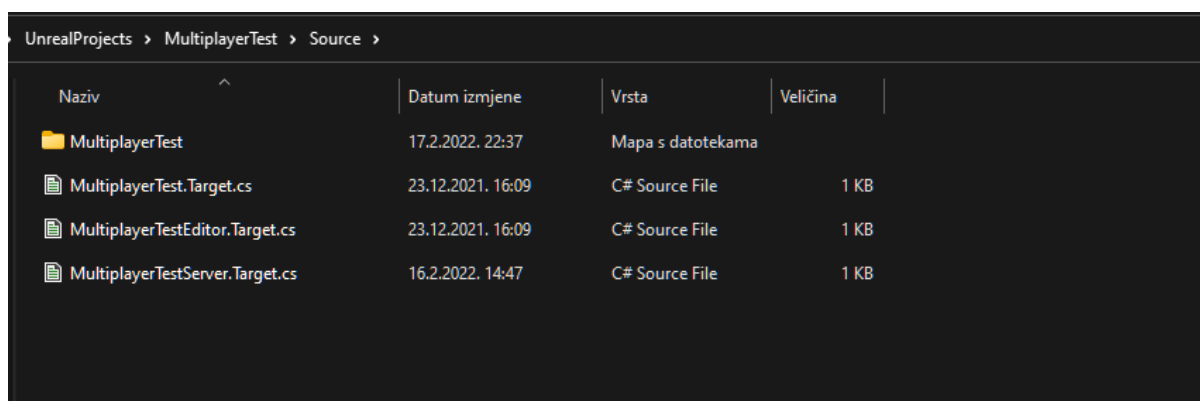 UnrealProjects > MultiplayerTest > Source >
Naziv Datum izmjene Vrsta Veličina
MultiplayerTest 17.2.2022. 22:37 Mapa s datotekama
MultiplayerTest.Target.cs 23.12.2021. 16:09 C# Source File 1 KB
MultiplayerTestEditor.Target.cs 23.12.2021. 16:09 C# Source File 1 KB
MultiplayerTestServer.Target.cs 16.2.2022. 14:47 C# Source File 1 KB